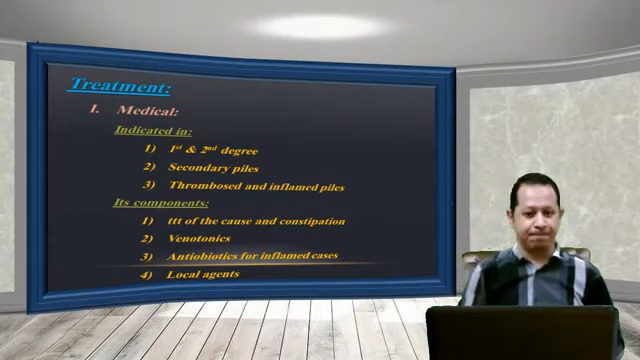 Treatment:
I. Medical:
Indicated in:
1) 1st & 2nd degree
2) Secondary piles
3) Thrombosed and inflamed piles
Its components:
1) ttt of the cause and constipation
2) Venotonics
3) Antiobiotics for inflamed cases
4) Local agents